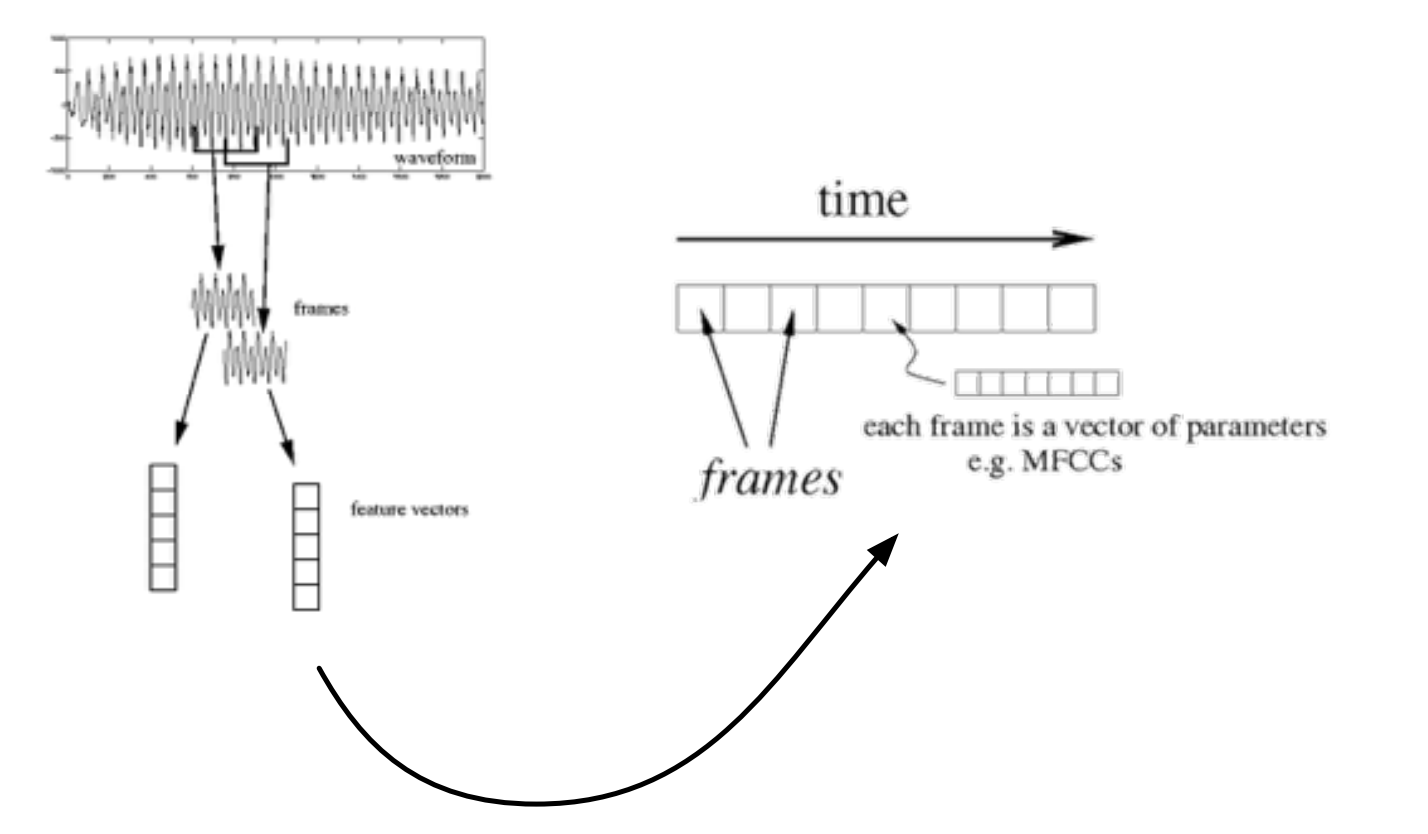 waveform
frames
feature vectors
time
frames
each frame is a vector of parameters
e.g. MFCCs